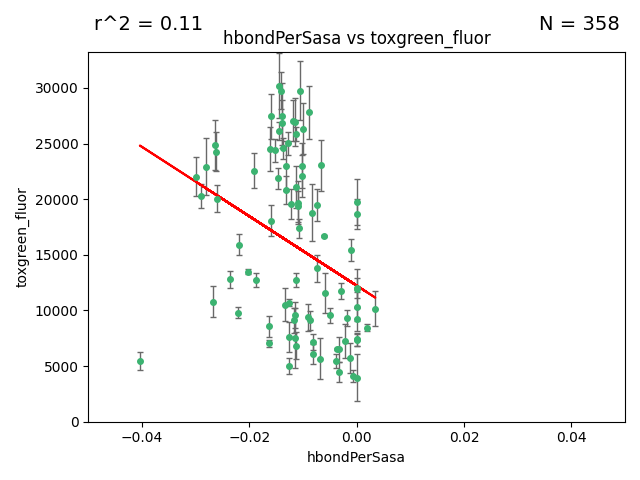 r^2 = 0.11
N = 358
hbondPerSasa vs toxgreen_fluor
toxgreen_fluor
30000
25000
20000
15000
10000
5000
0
−0.04
−0.02
0.00
0.02
0.04
hbondPerSasa